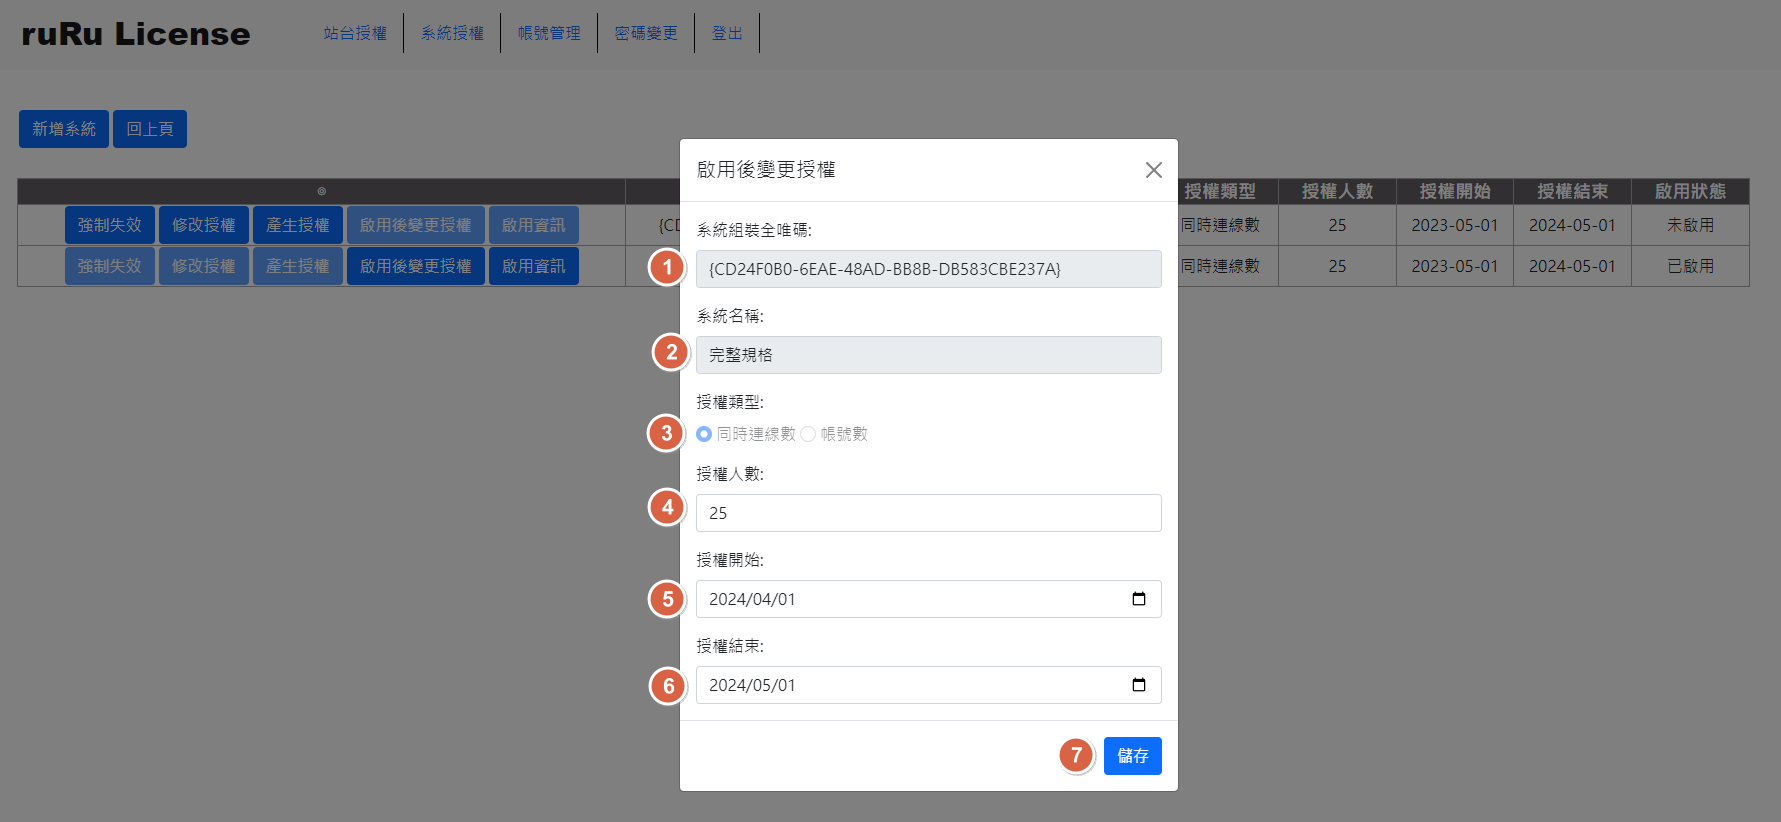 ruRu License 站台授權 系統授權 帳號管理 密碼變更 登出
新增系統 回上頁
◎ 授權類型 授權人數 授權開始 授權結束 啟用狀態
強制失效 修改授權 產生授權 啟用後變更授權 啟用資訊 {CD 同時連線數 25 2023-05-01 2024-05-01 未啟用
強制失效 修改授權 產生授權 啟用後變更授權 啟用資訊 同時連線數 25 2023-05-01 2024-05-01 已啟用
啟用後變更授權
系統組裝全唯碼:
1 {CD24F0B0-6EAE-48AD-BB8B-DB583CBE237A}
系統名稱:
2 完整規格
授權類型:
3 同時連線數 帳號數
授權人數:
4 25
授權開始:
5 2024/04/01
授權結束:
6 2024/05/01
7 儲存